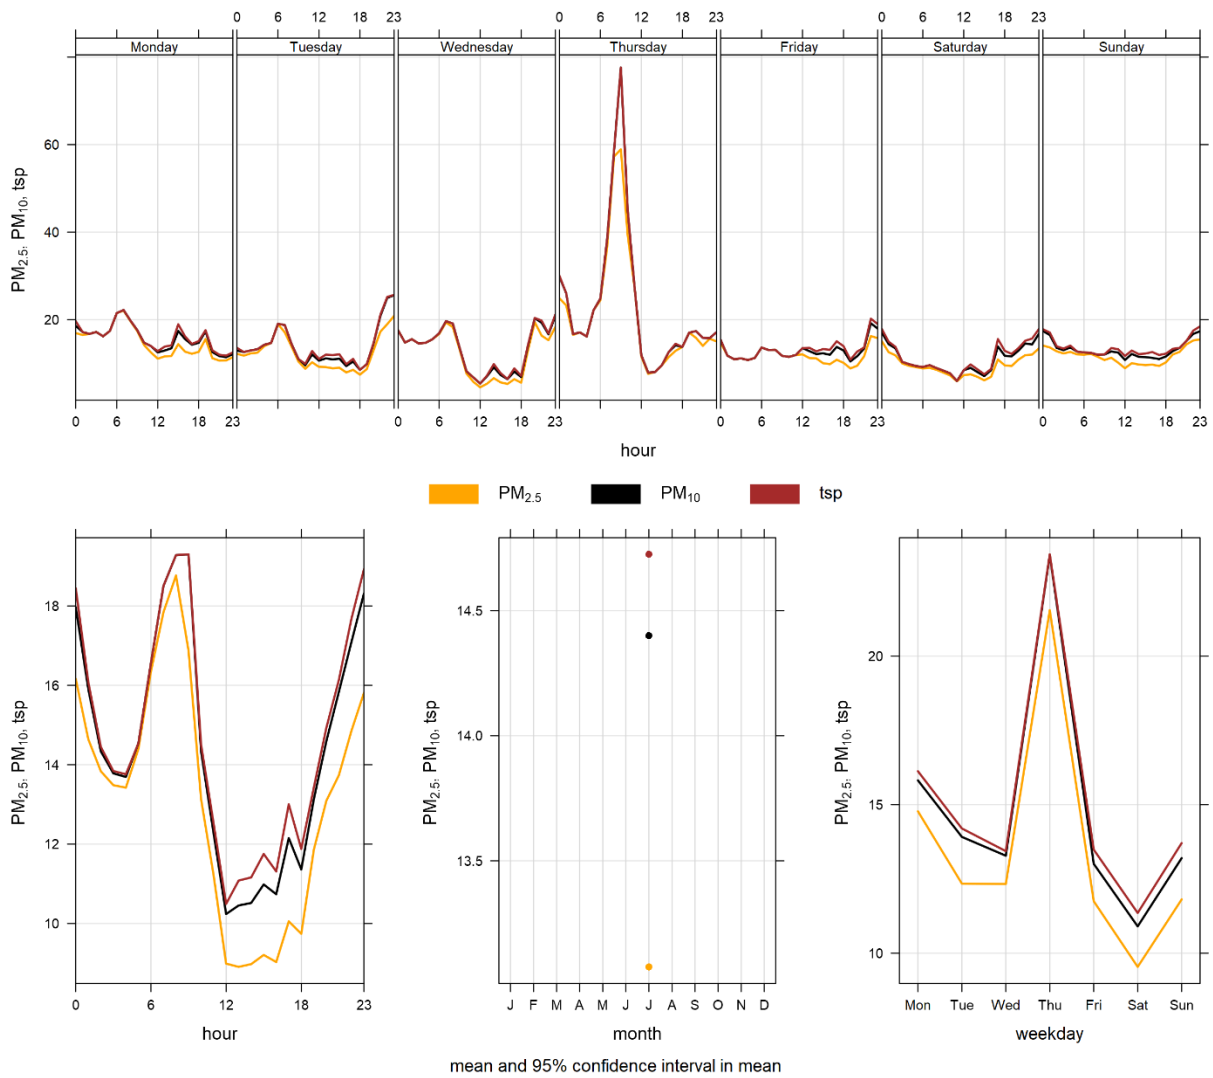 0 6 12 18 23 0 6 12 18 23 0 6 12 18 23
Monday Tuesday Wednesday Thursday Friday Saturday Sunday
60
40
20
PM2.5, PM10, tsp
0 6 12 18 23 0 6 12 18 23 0 6 12 18 23 0 6 12 18 23
hour
PM2.5 PM10 tsp
18
16
14
12
10
PM2.5, PM10, tsp
0 6 12 18 23
hour
14.5
14.0
13.5
PM2.5, PM10, tsp
J F M A M J J A S O N D
month
20
15
10
PM2.5, PM10, tsp
Mon Tue Wed Thu Fri Sat Sun
weekday
mean and 95% confidence interval in mean